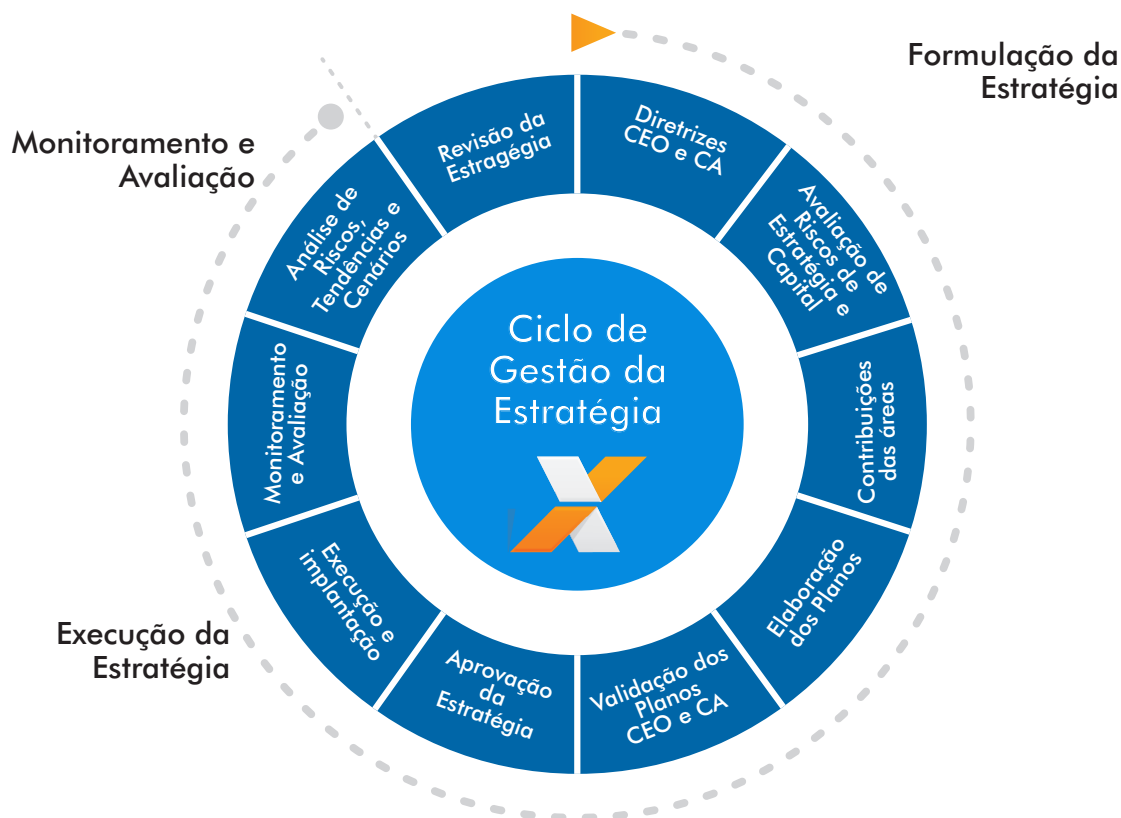 Formulação da
Estratégia
Monitoramento e
Avaliação
Execução da
Estratégia
Ciclo de
Gestão da
Estratégia
Diretrizes
CEO e CA
Avaliação de
Riscos de
Estratégia e
Capital
Contribuições
das áreas
Elaboração
dos Planos
Validação dos
Planos
CEO e CA
Aprovação
da
Estratégia
Execução e
implantação
Monitoramento
e Avaliação
Análise de
Riscos,
Tendências e
Cenários
Revisão da
Estragégia